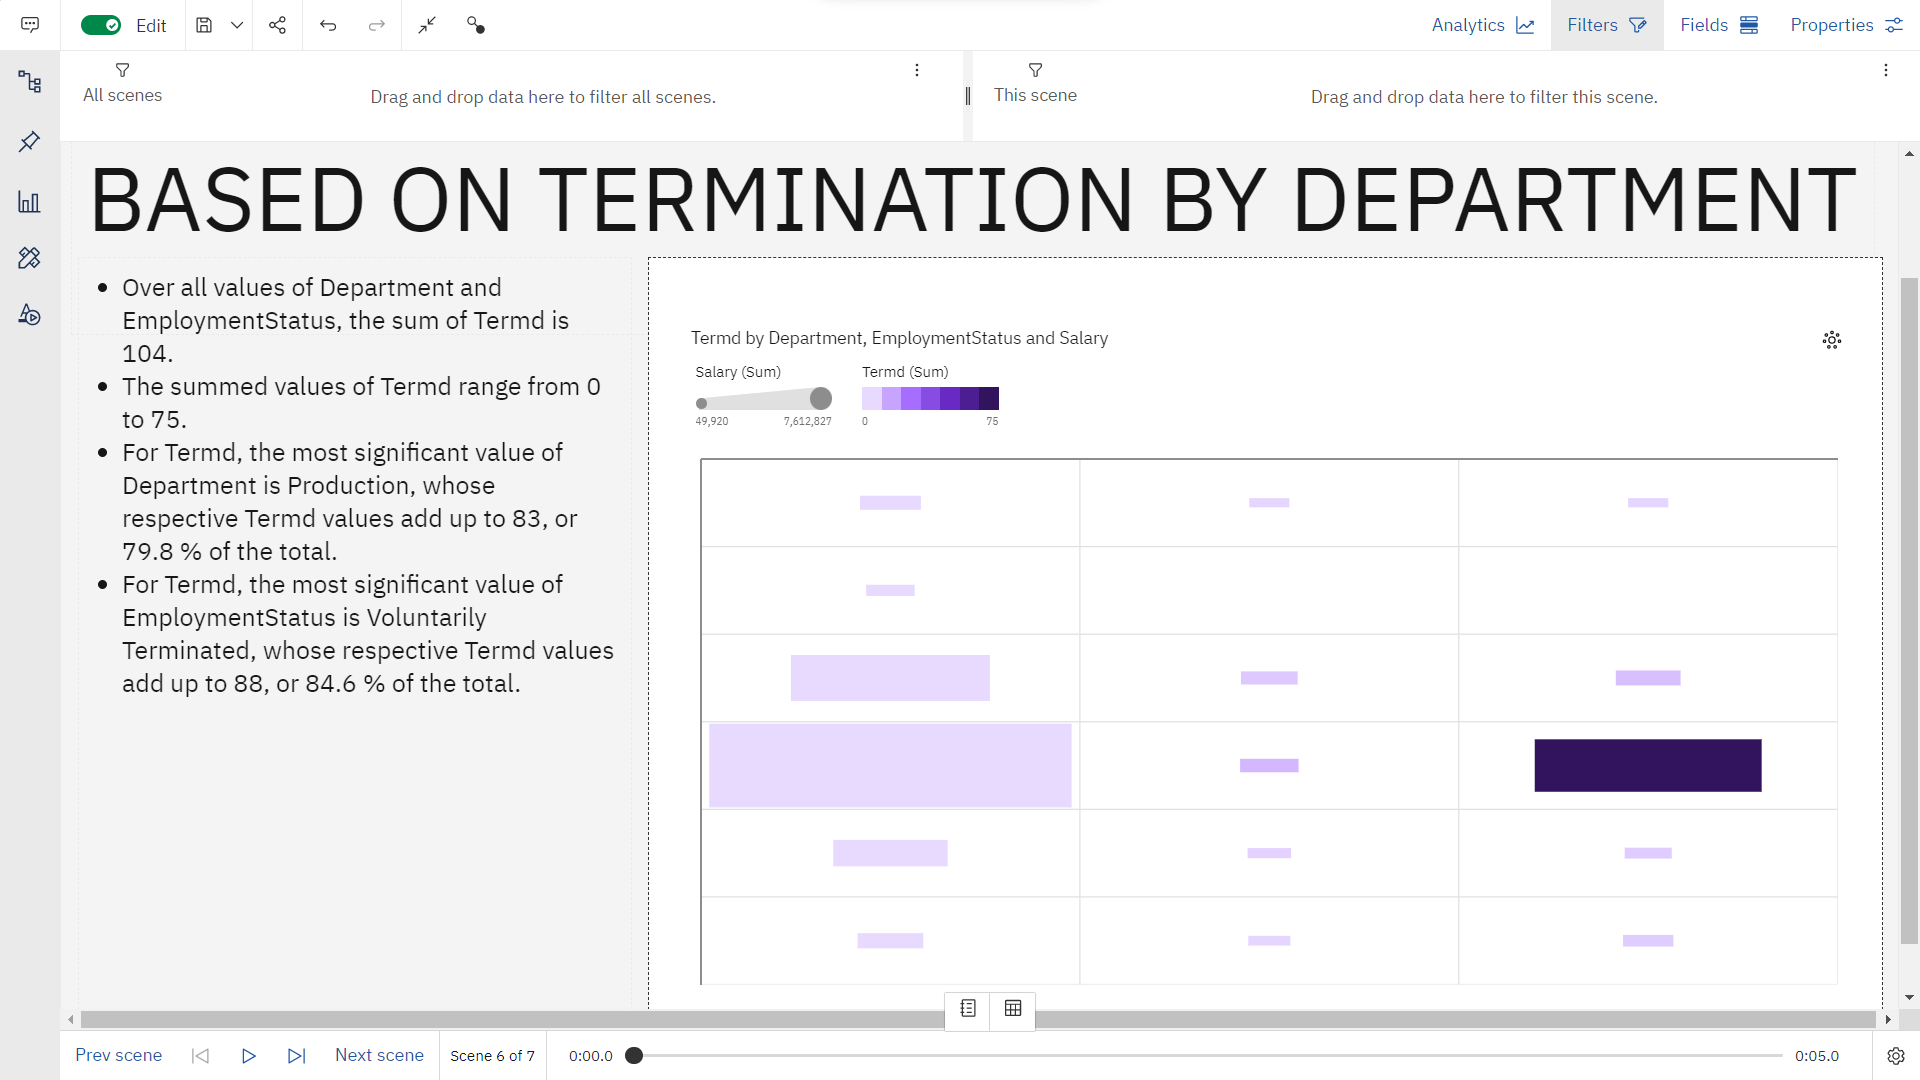 Edit
Analytics
Filters
Fields
Properties
All scenes
Drag and drop data here to filter all scenes.
This scene
Drag and drop data here to filter this scene.
BASED ON TERMINATION BY DEPARTMENT
• Over all values of Department and
EmploymentStatus, the sum of Termd is
104.
• The summed values of Termd range from 0
to 75.
• For Termd, the most significant value of
Department is Production, whose
respective Termd values add up to 83, or
79.8 % of the total.
• For Termd, the most significant value of
EmploymentStatus is Voluntarily
Terminated, whose respective Termd values
add up to 88, or 84.6 % of the total.
Termd by Department, EmploymentStatus and Salary
Salary (Sum)
49,920 7,612,827
Termd (Sum)
0 75
Prev scene
Next scene
Scene 6 of 7
0:00.0
0:05.0